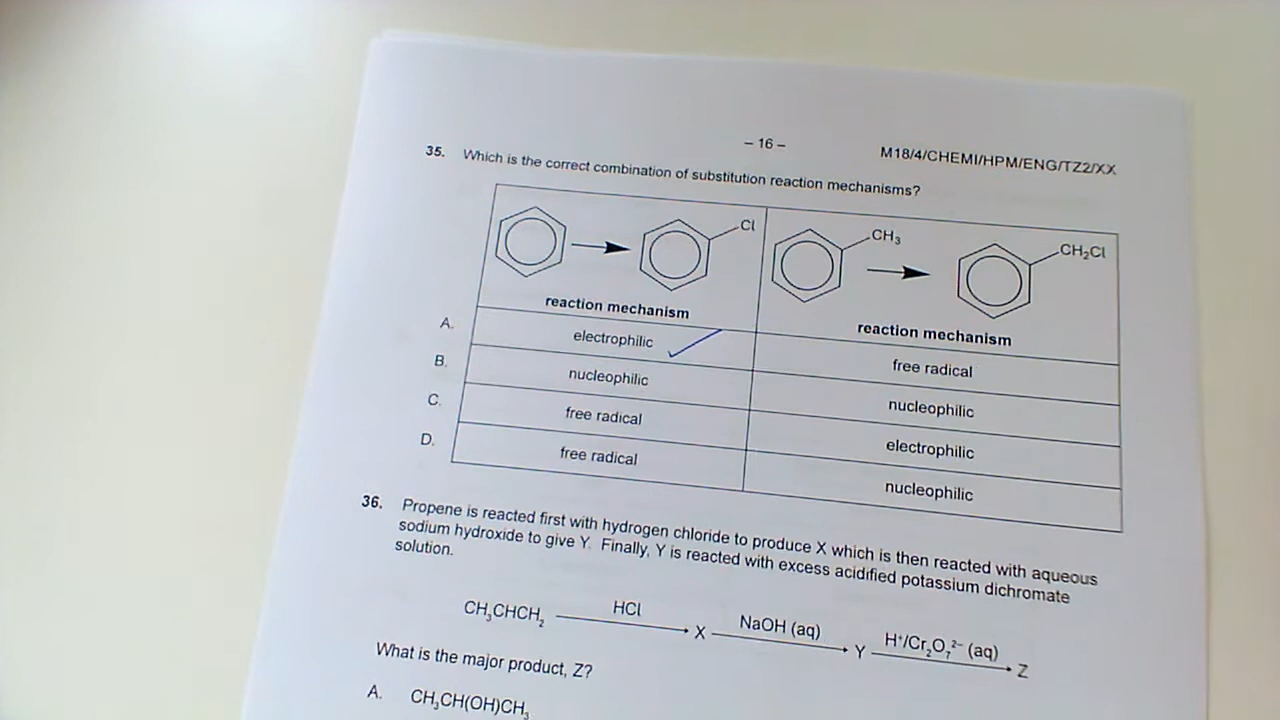 – 16 –
M18/4/CHEMI/HPM/ENG/TZ2/XX
35. Which is the correct combination of substitution reaction mechanisms?
Cl
CH₃
CH₂Cl
reaction mechanism
reaction mechanism
A. electrophilic free radical
B. nucleophilic nucleophilic
C. free radical electrophilic
D. free radical nucleophilic
36. Propene is reacted first with hydrogen chloride to produce X which is then reacted with aqueous
sodium hydroxide to give Y. Finally, Y is reacted with excess acidified potassium dichromate
solution.
CH₃CHCH₂ HCl X NaOH (aq) Y H⁺/Cr₂O₇²⁻ (aq) Z
What is the major product, Z?
A. CH₃CH(OH)CH₃